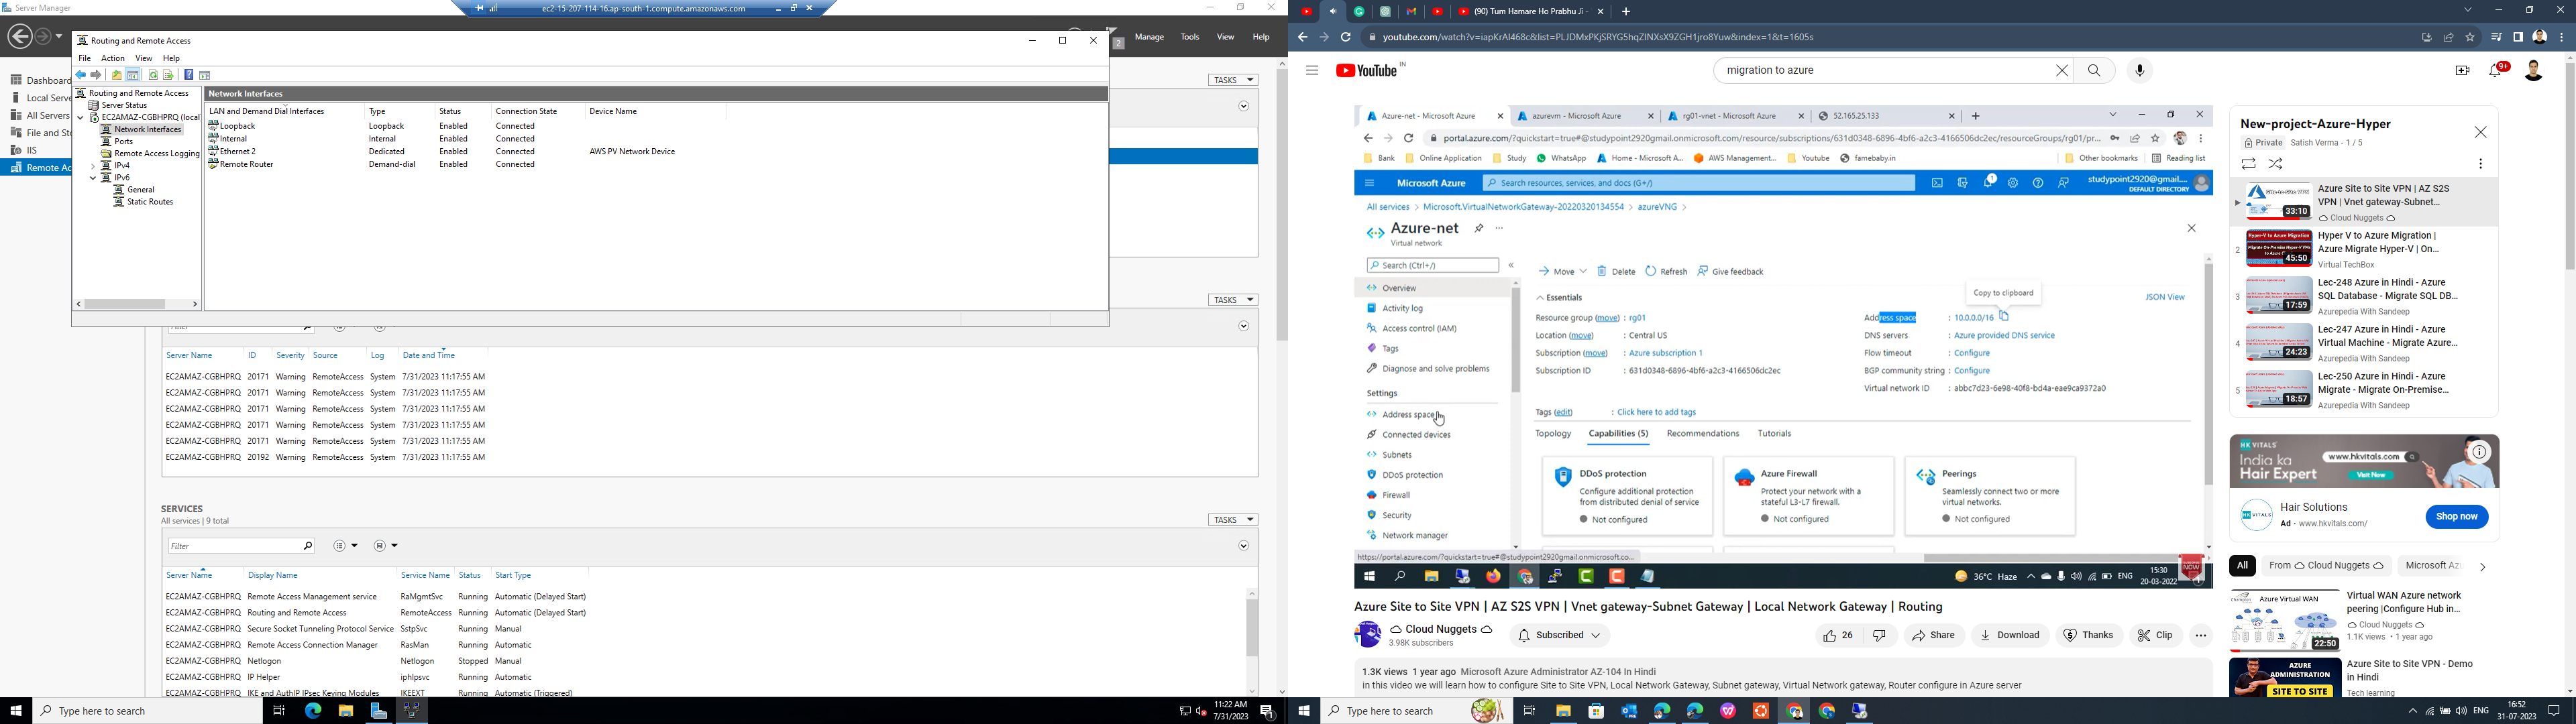 Server Manager
ec2-15-207-114-16.ap-south-1.compute.amazonaws.com
Manage Tools View Help
2
Dashboard
Local Serve
All Servers
File and Sto
IIS
Remote Ac
TASKS
Routing and Remote Access
File Action View Help
Routing and Remote Access
Server Status
EC2AMAZ-CGBHPRQ (local
Network Interfaces
Ports
Remote Access Logging
IPv4
IPv6
General
Static Routes
Network Interfaces
LAN and Demand Dial Interfaces Type Status Connection State Device Name
Loopback Loopback Enabled Connected
Internal Internal Enabled Connected
Ethernet 2 Dedicated Enabled Connected AWS PV Network Device
Remote Router Demand-dial Enabled Connected
TASKS
Filter
Server Name ID Severity Source Log Date and Time
EC2AMAZ-CGBHPRQ 20171 Warning RemoteAccess System 7/31/2023 11:17:55 AM
EC2AMAZ-CGBHPRQ 20171 Warning RemoteAccess System 7/31/2023 11:17:55 AM
EC2AMAZ-CGBHPRQ 20171 Warning RemoteAccess System 7/31/2023 11:17:55 AM
EC2AMAZ-CGBHPRQ 20171 Warning RemoteAccess System 7/31/2023 11:17:55 AM
EC2AMAZ-CGBHPRQ 20171 Warning RemoteAccess System 7/31/2023 11:17:55 AM
EC2AMAZ-CGBHPRQ 20192 Warning RemoteAccess System 7/31/2023 11:17:55 AM
SERVICES
All services | 9 total
TASKS
Filter
Server Name Display Name Service Name Status Start Type
EC2AMAZ-CGBHPRQ Remote Access Management service RaMgmtSvc Running Automatic (Delayed Start)
EC2AMAZ-CGBHPRQ Routing and Remote Access RemoteAccess Running Automatic (Delayed Start)
EC2AMAZ-CGBHPRQ Secure Socket Tunneling Protocol Service SstpSvc Running Manual
EC2AMAZ-CGBHPRQ Remote Access Connection Manager RasMan Running Automatic
EC2AMAZ-CGBHPRQ Netlogon Netlogon Stopped Manual
EC2AMAZ-CGBHPRQ IP Helper iphlpsvc Running Automatic
EC2AMAZ-CGBHPRQ IKE and AuthIP IPsec Keying Modules IKEEXT Running Automatic (Triggered)
Type here to search
11:22 AM
7/31/2023
1
(90) Tum Hamare Ho Prabhu Ji -
youtube.com/watch?v=iapKrAl468c&list=PLJDMxPKjSRYG5hqZINXsX9ZGH1jro8Yuw&index=1&t=1605s
YouTube IN
migration to azure
9+
Azure-net - Microsoft Azure
azurevm - Microsoft Azure
rg01-vnet - Microsoft Azure
52.165.25.133
portal.azure.com/?quickstart=true#@studypoint2920gmail.onmicrosoft.com/resource/subscriptions/631d0348-6896-4bf6-a2c3-4166506dc2ec/resourceGroups/rg01/pr...
Bank Online Application Study WhatsApp Home - Microsoft A... AWS Management... Youtube famebaby.in Other bookmarks Reading list
Microsoft Azure
Search resources, services, and docs (G+/)
1
studypoint2920@gmail....
DEFAULT DIRECTORY
All services > Microsoft.VirtualNetworkGateway-20220320134554 > azureVNG >
Azure-net
Virtual network
Search (Ctrl+/)
Move Delete Refresh Give feedback
Overview
Activity log
Access control (IAM)
Tags
Diagnose and solve problems
Settings
Address space
Connected devices
Subnets
DDoS protection
Firewall
Security
Network manager
Essentials
Copy to clipboard
JSON View
Resource group (move) : rg01
Location (move) : Central US
Subscription (move) : Azure subscription 1
Subscription ID : 631d0348-6896-4bf6-a2c3-4166506dc2ec
Address space : 10.0.0.0/16
DNS servers : Azure provided DNS service
Flow timeout : Configure
BGP community string : Configure
Virtual network ID : abbc7d23-6e98-40f8-bd4a-eae9ca9372a0
Tags (edit) : Click here to add tags
Topology Capabilities (5) Recommendations Tutorials
DDoS protection
Configure additional protection
from distributed denial of service
Not configured
Azure Firewall
Protect your network with a
stateful L3-L7 firewall.
Not configured
Peerings
Seamlessly connect two or more
virtual networks.
Not configured
https://portal.azure.com/?quickstart=true#@studypoint2920gmail.onmicrosoft.co...
36°C Haze
ENG
15:30
20-03-2022
NOW
Azure Site to Site VPN | AZ S2S VPN | Vnet gateway-Subnet Gateway | Local Network Gateway | Routing
Cloud Nuggets
3.98K subscribers
Subscribed
26
Share
Download
Thanks
Clip
1.3K views 1 year ago Microsoft Azure Administrator AZ-104 In Hindi
in this video we will learn how to configure Site to Site VPN, Local Network Gateway, Subnet gateway, Virtual Network gateway, Router configure in Azure server
New-project-Azure-Hyper
Private Satish Verma - 1 / 5
Azure Site to Site VPN | AZ S2S
VPN | Vnet gateway-Subnet...
Cloud Nuggets
33:10
2
Hyper V to Azure Migration |
Azure Migrate Hyper-V | On...
Virtual TechBox
45:50
3
Lec-248 Azure in Hindi - Azure
SQL Database - Migrate SQL DB...
Azurepedia With Sandeep
17:59
4
Lec-247 Azure in Hindi - Azure
Virtual Machine - Migrate Azure...
Azurepedia With Sandeep
24:23
5
Lec-250 Azure in Hindi - Azure
Migrate - Migrate On-Premise...
Azurepedia With Sandeep
18:57
HK VITALS
India ka
Hair Expert
www.hkvitals.com
Visit Now
Hair Solutions
Ad · www.hkvitals.com/
Shop now
All
From Cloud Nuggets
Microsoft Azu
Azure Virtual WAN
22:50
Virtual WAN Azure network
peering |Configure Hub in...
Cloud Nuggets
1.1K views • 1 year ago
AZURE
ADMINISTRATION
SITE TO SITE
Azure Site to Site VPN - Demo
in Hindi
Tech learning
Type here to search
ENG
16:52
31-07-2023